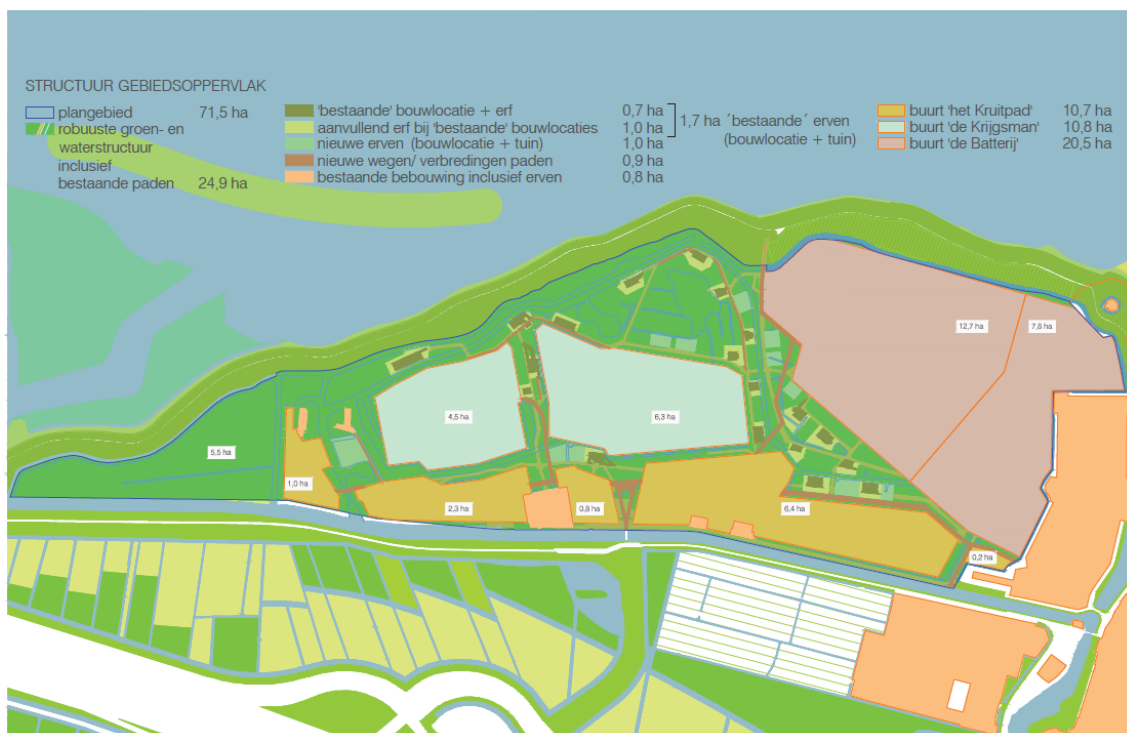 STRUCTUUR GEBIEDSOPPERVLAK
plangebied 71,5 ha
robuuste groen- en
waterstructuur
inclusief
bestaande paden 24,9 ha
'bestaande' bouwlocatie + erf 0,7 ha
aanvullend erf bij 'bestaande' bouwlocaties 1,0 ha
nieuwe erven (bouwlocatie + tuin) 1,0 ha
nieuwe wegen/ verbredingen paden 0,9 ha
bestaande bebouwing inclusief erven 0,8 ha
1,7 ha ´bestaande´ erven
(bouwlocatie + tuin)
buurt 'het Kruitpad' 10,7 ha
buurt 'de Krijgsman' 10,8 ha
buurt 'de Batterij' 20,5 ha
12,7 ha
7,8 ha
4,5 ha
6,3 ha
5,5 ha
1,0 ha
2,3 ha
0,8 ha
6,4 ha
0,2 ha